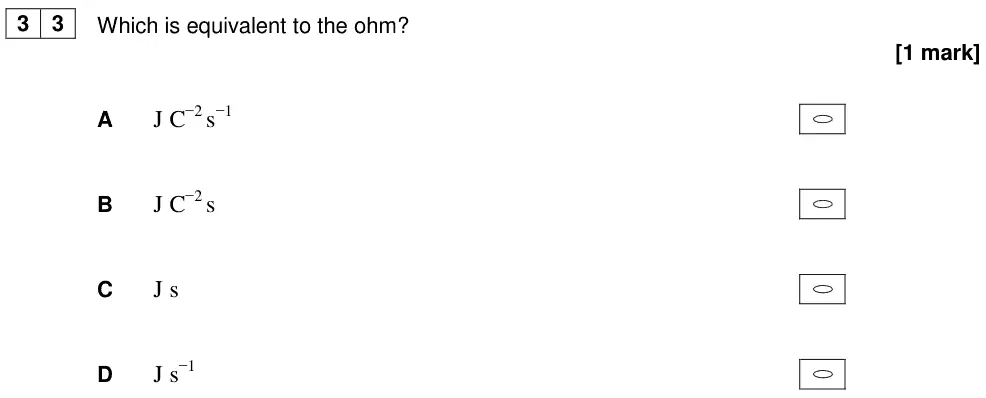 3 3 Which is equivalent to the ohm?
[1 mark]
A J C⁻² s⁻¹
B J C⁻² s
C J s
D J s⁻¹